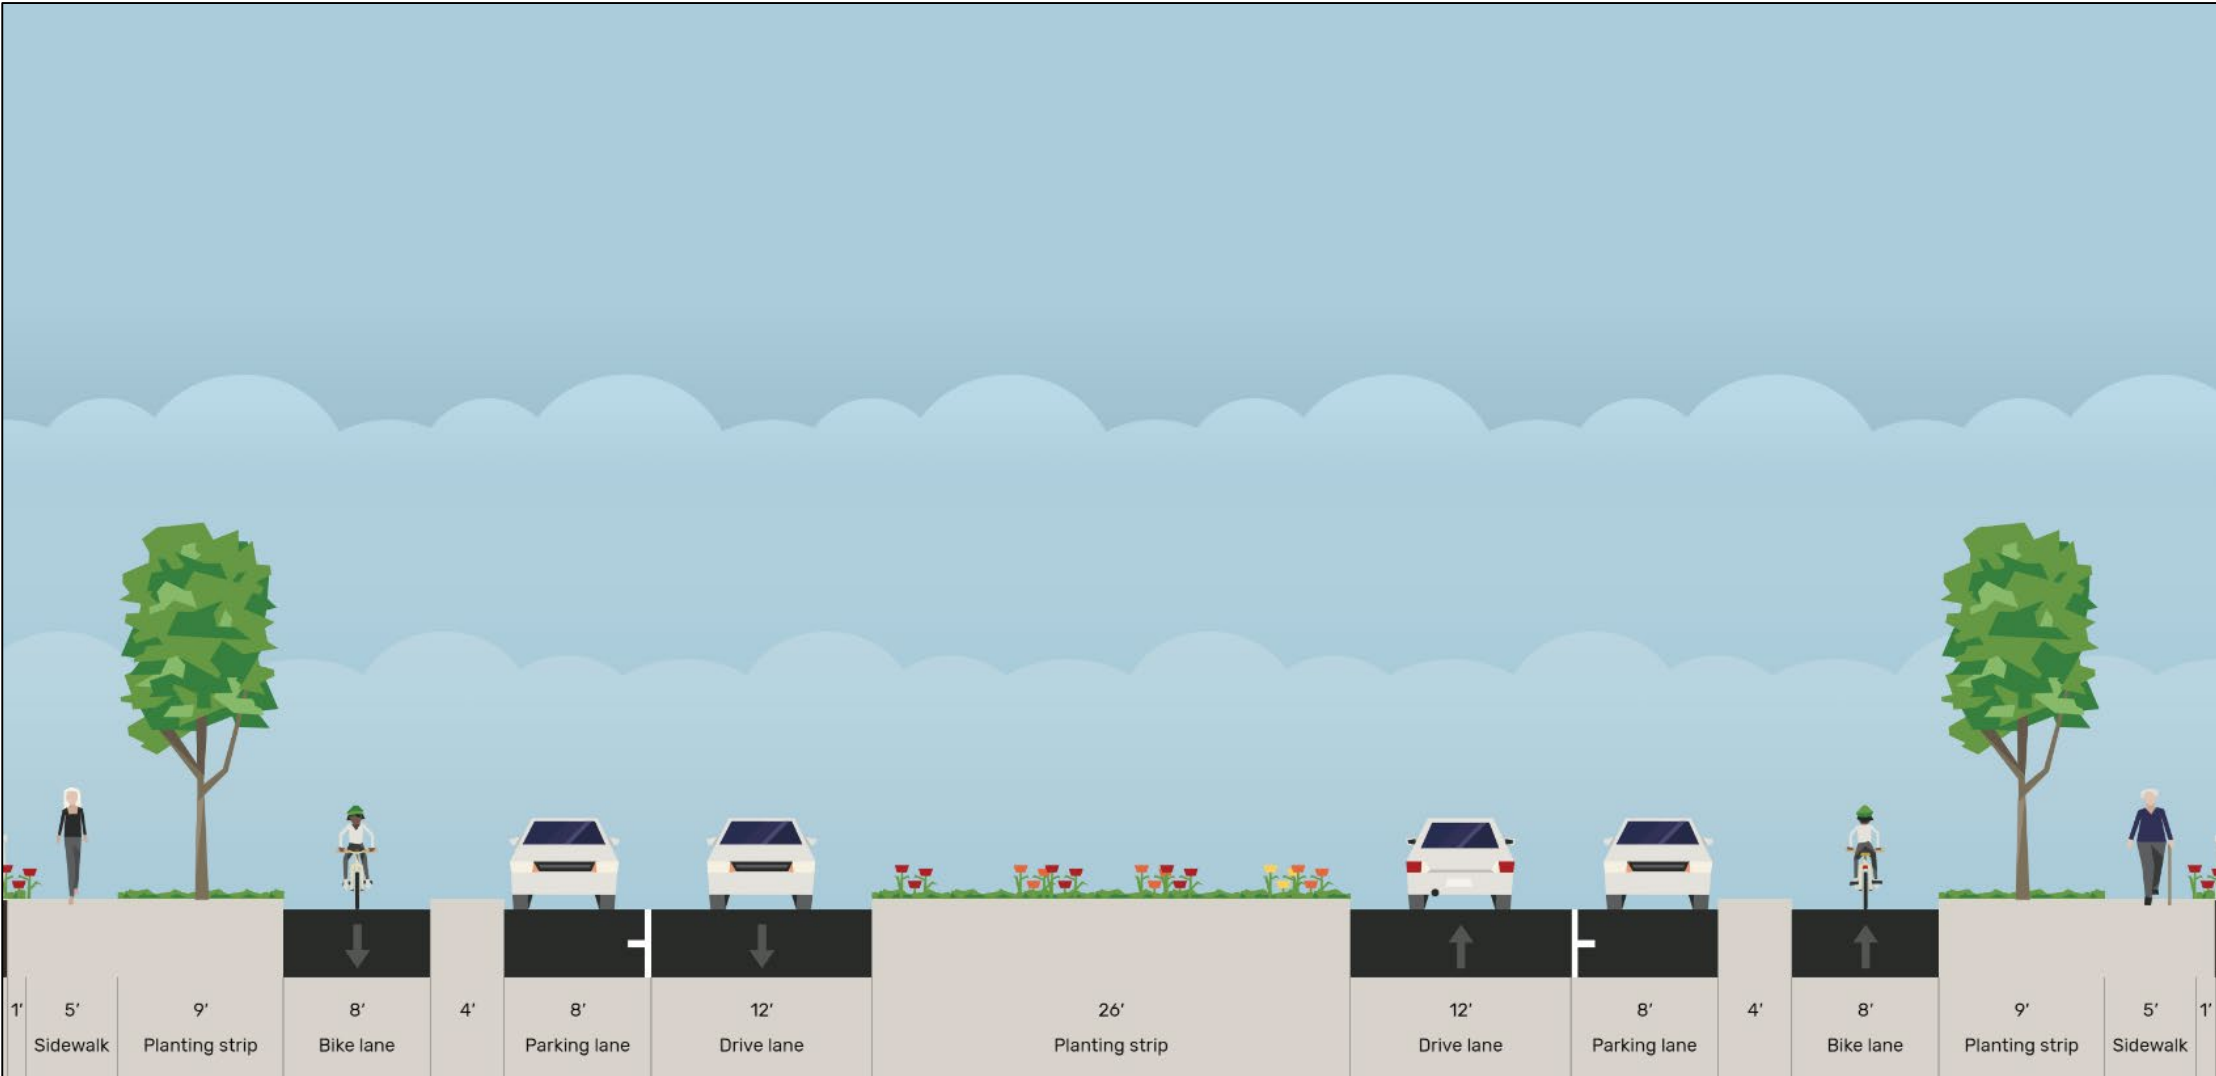 1′ 5′ 9′ 8′ 4′ 8′ 12′ 26′ 12′ 8′ 4′ 8′ 9′ 5′ 1′
Sidewalk Planting strip Bike lane Parking lane Drive lane Planting strip Drive lane Parking lane Bike lane Planting strip Sidewalk